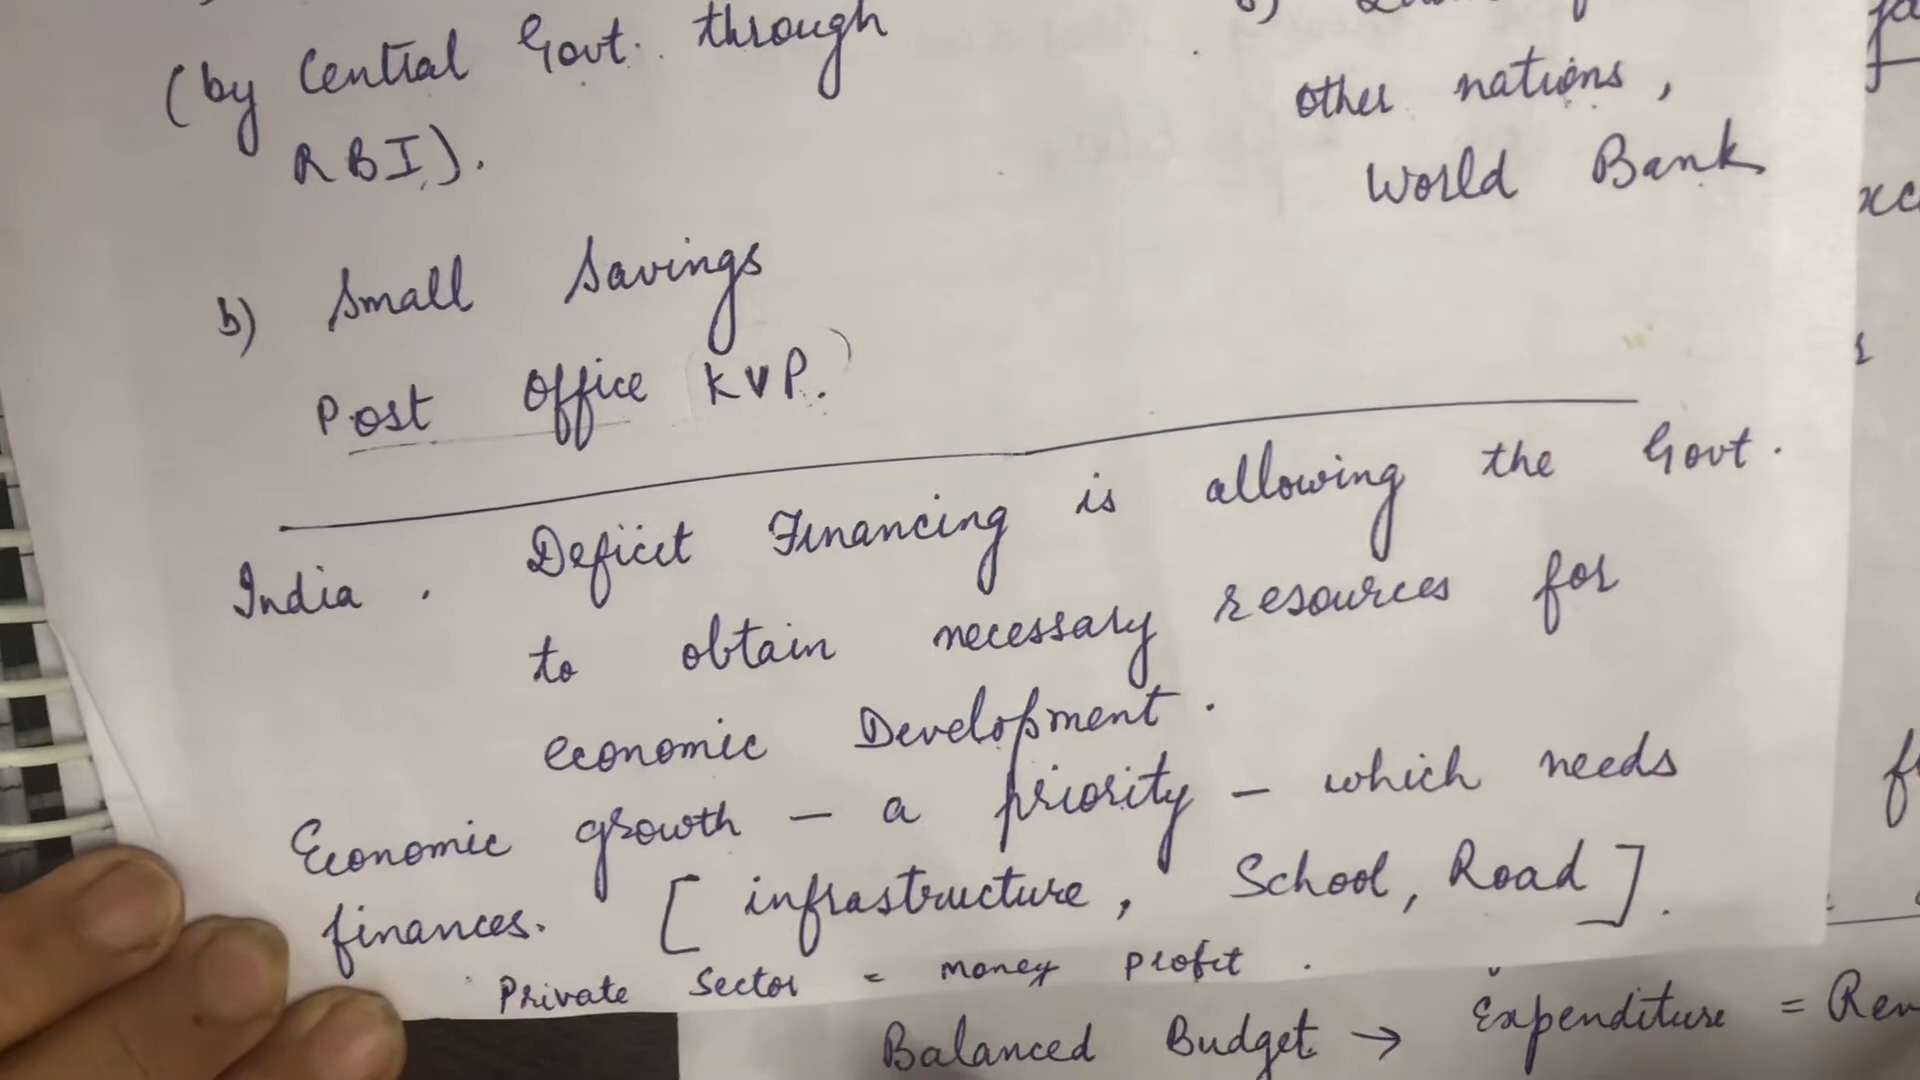 (by Central Govt. through
RBI).
other nations,
World Bank
b) Small Savings
Post Office (KVP.)
India. Deficit Financing is allowing the Govt.
to obtain necessary resources for
economic Development.
Economic growth – a priority – which needs
finances. [infrastructure, School, Road].
Private Sector = money profit.
Balanced Budget → Expenditure =